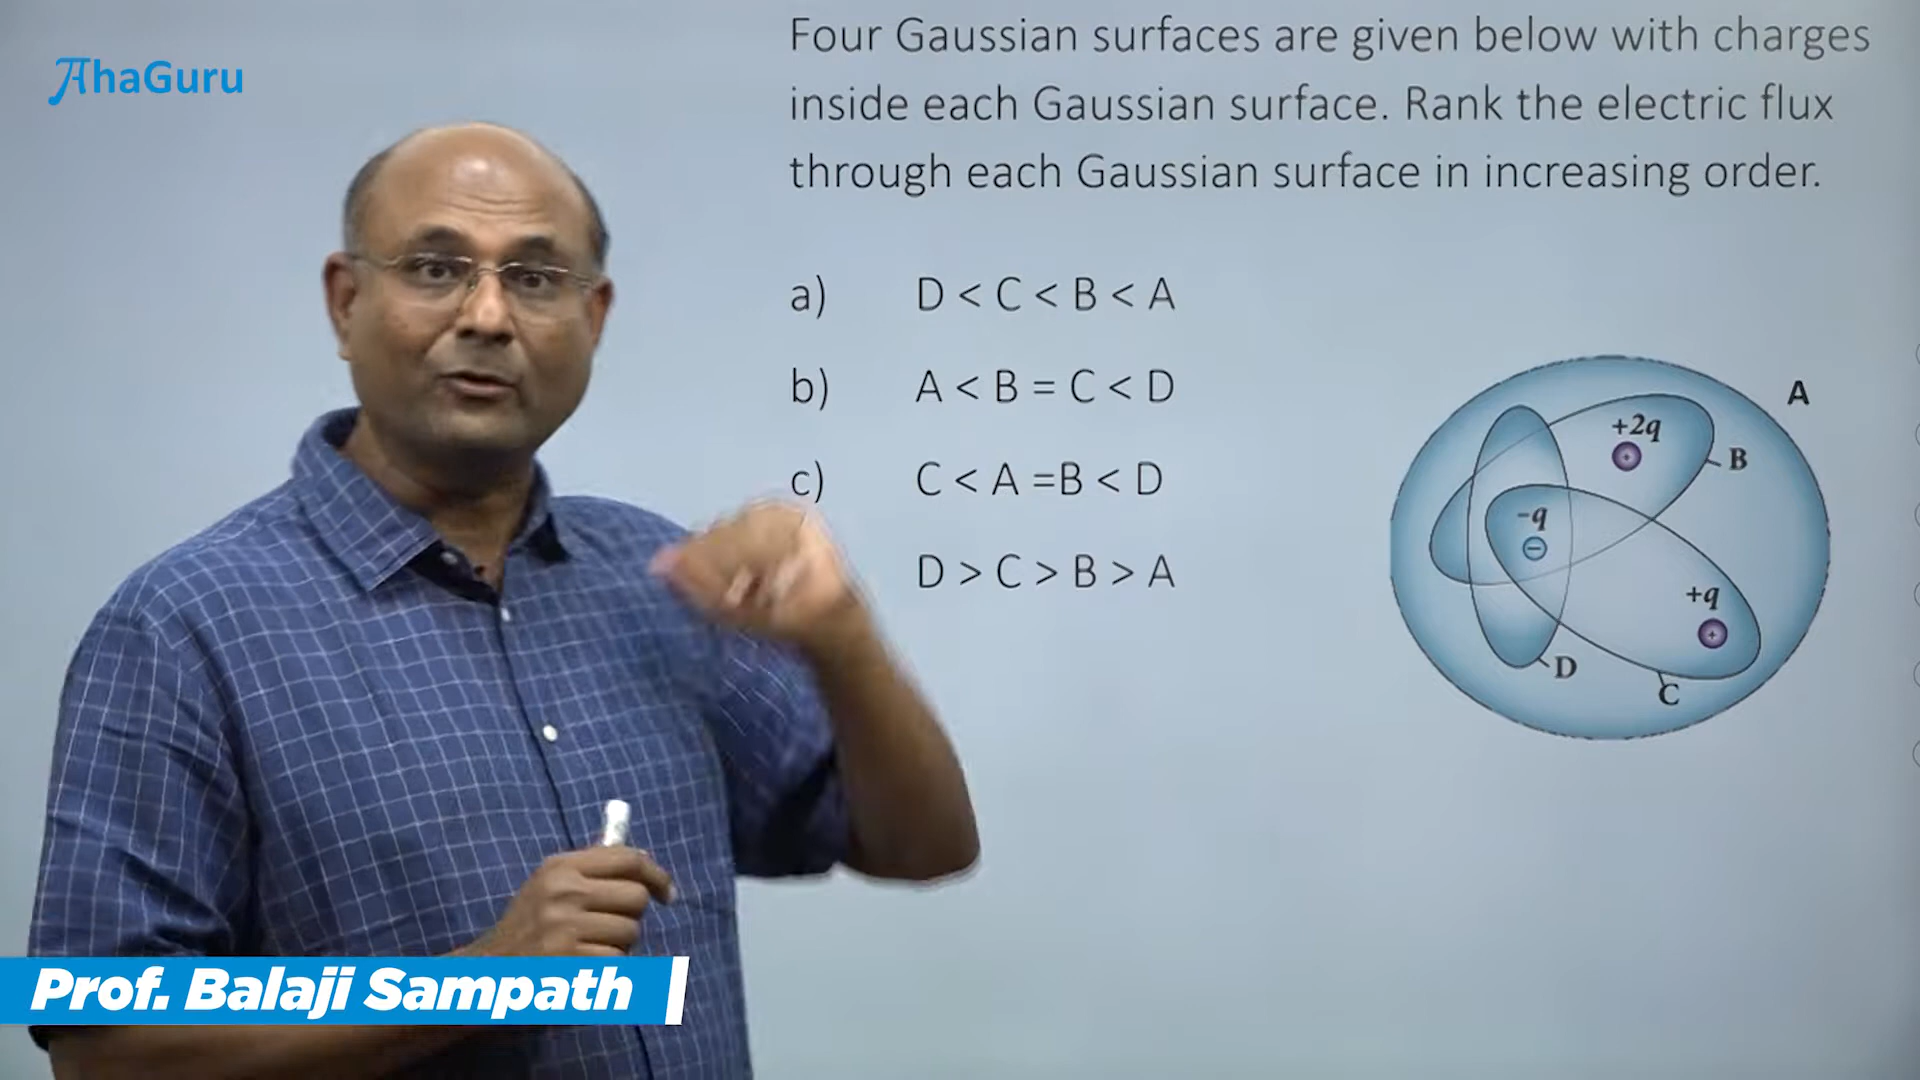 AhaGuru
Four Gaussian surfaces are given below with charges
inside each Gaussian surface. Rank the electric flux
through each Gaussian surface in increasing order.
a) D < C < B < A
b) A < B = C < D
c) C < A =B < D
D > C > B > A
A
+2q
+
B
-q
−
+q
+
D
C
Prof. Balaji Sampath